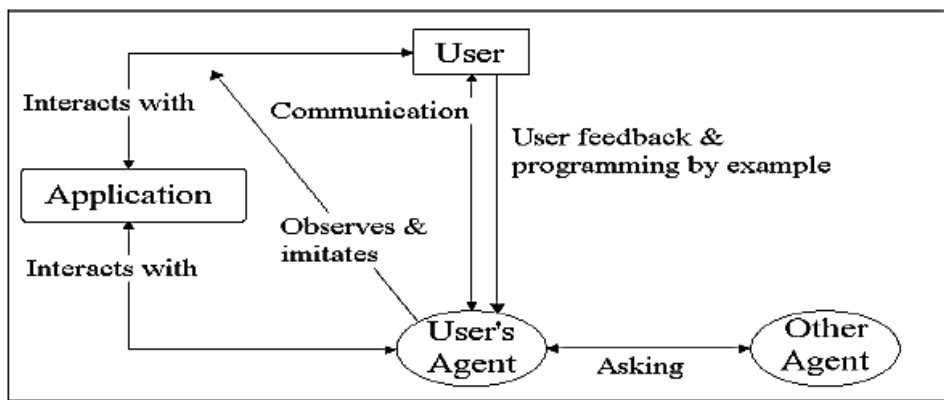 User
Interacts with
Communication
User feedback &
programming by example
Application
Observes &
imitates
Interacts with
User's
Agent
Asking
Other
Agent